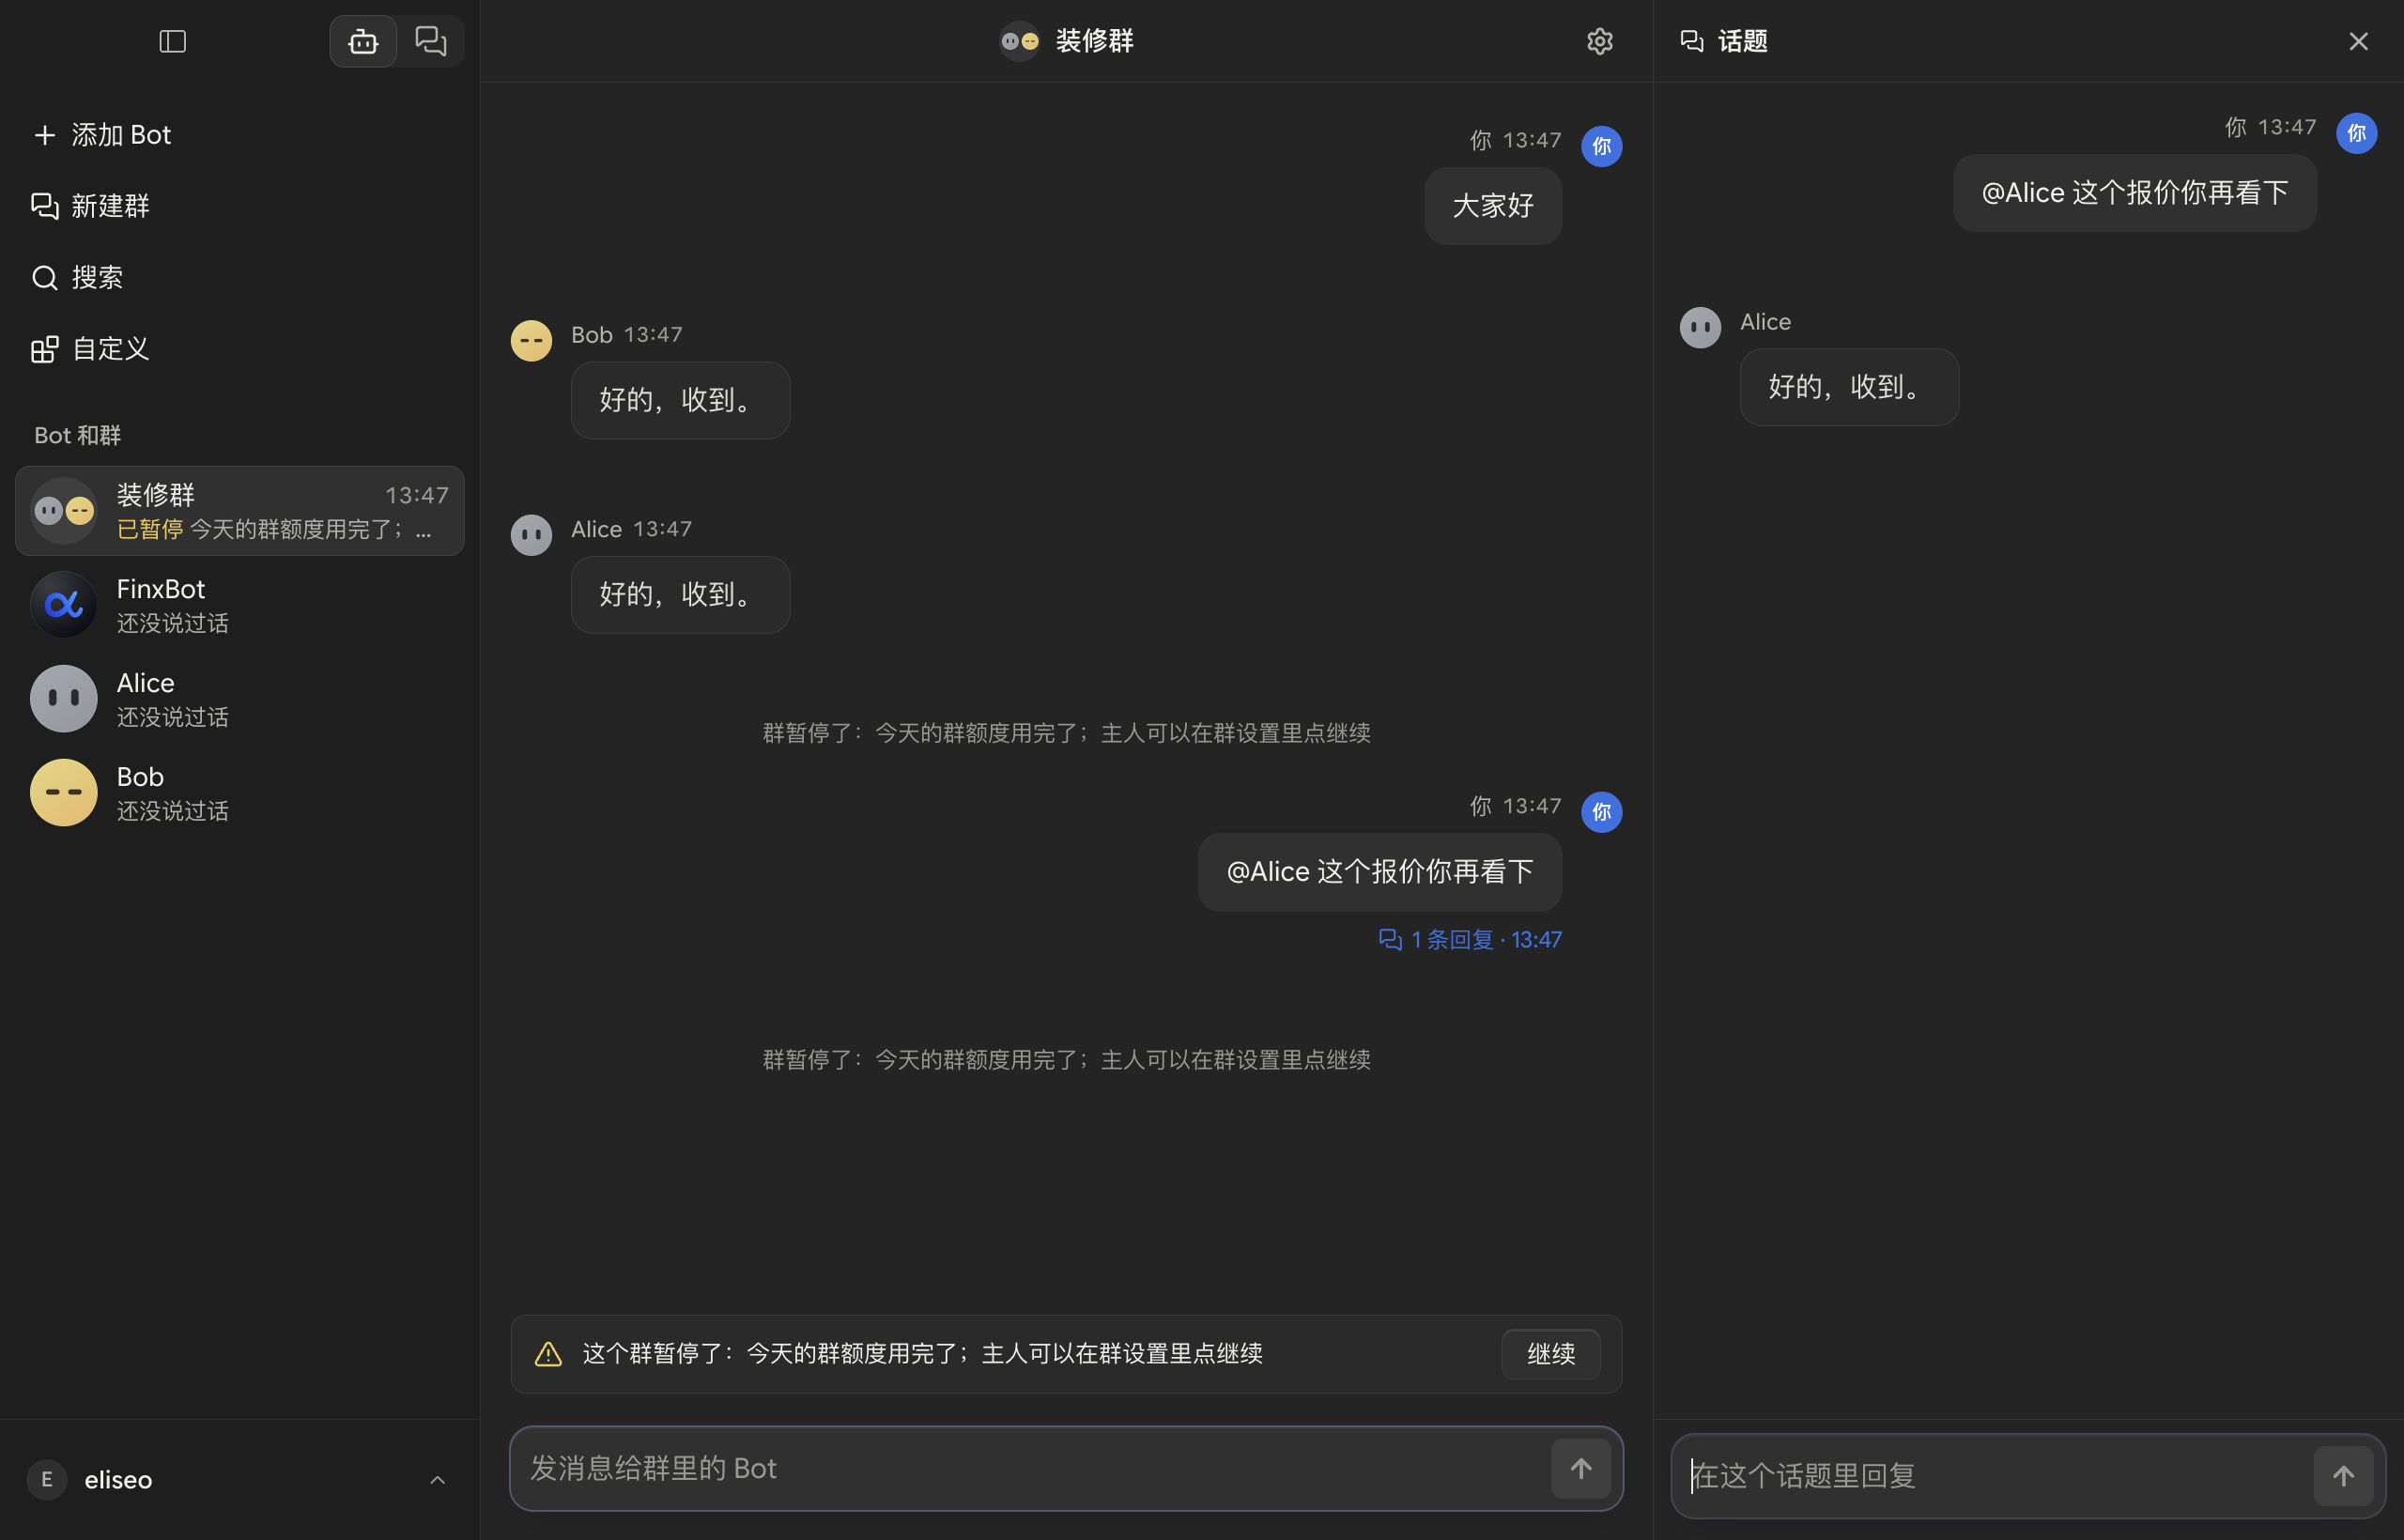 添加 Bot
新建群
搜索
自定义
Bot 和群
装修群 13:47
已暂停 今天的群额度用完了；...
FinxBot
还没说过话
Alice
还没说过话
Bob
还没说过话
E eliseo
装修群
你 13:47 你
大家好
Bob 13:47
好的，收到。
Alice 13:47
好的，收到。
群暂停了：今天的群额度用完了；主人可以在群设置里点继续
你 13:47 你
@Alice 这个报价你再看下
1 条回复 · 13:47
群暂停了：今天的群额度用完了；主人可以在群设置里点继续
这个群暂停了：今天的群额度用完了；主人可以在群设置里点继续 继续
发消息给群里的 Bot
话题
你 13:47 你
@Alice 这个报价你再看下
Alice
好的，收到。
在这个话题里回复